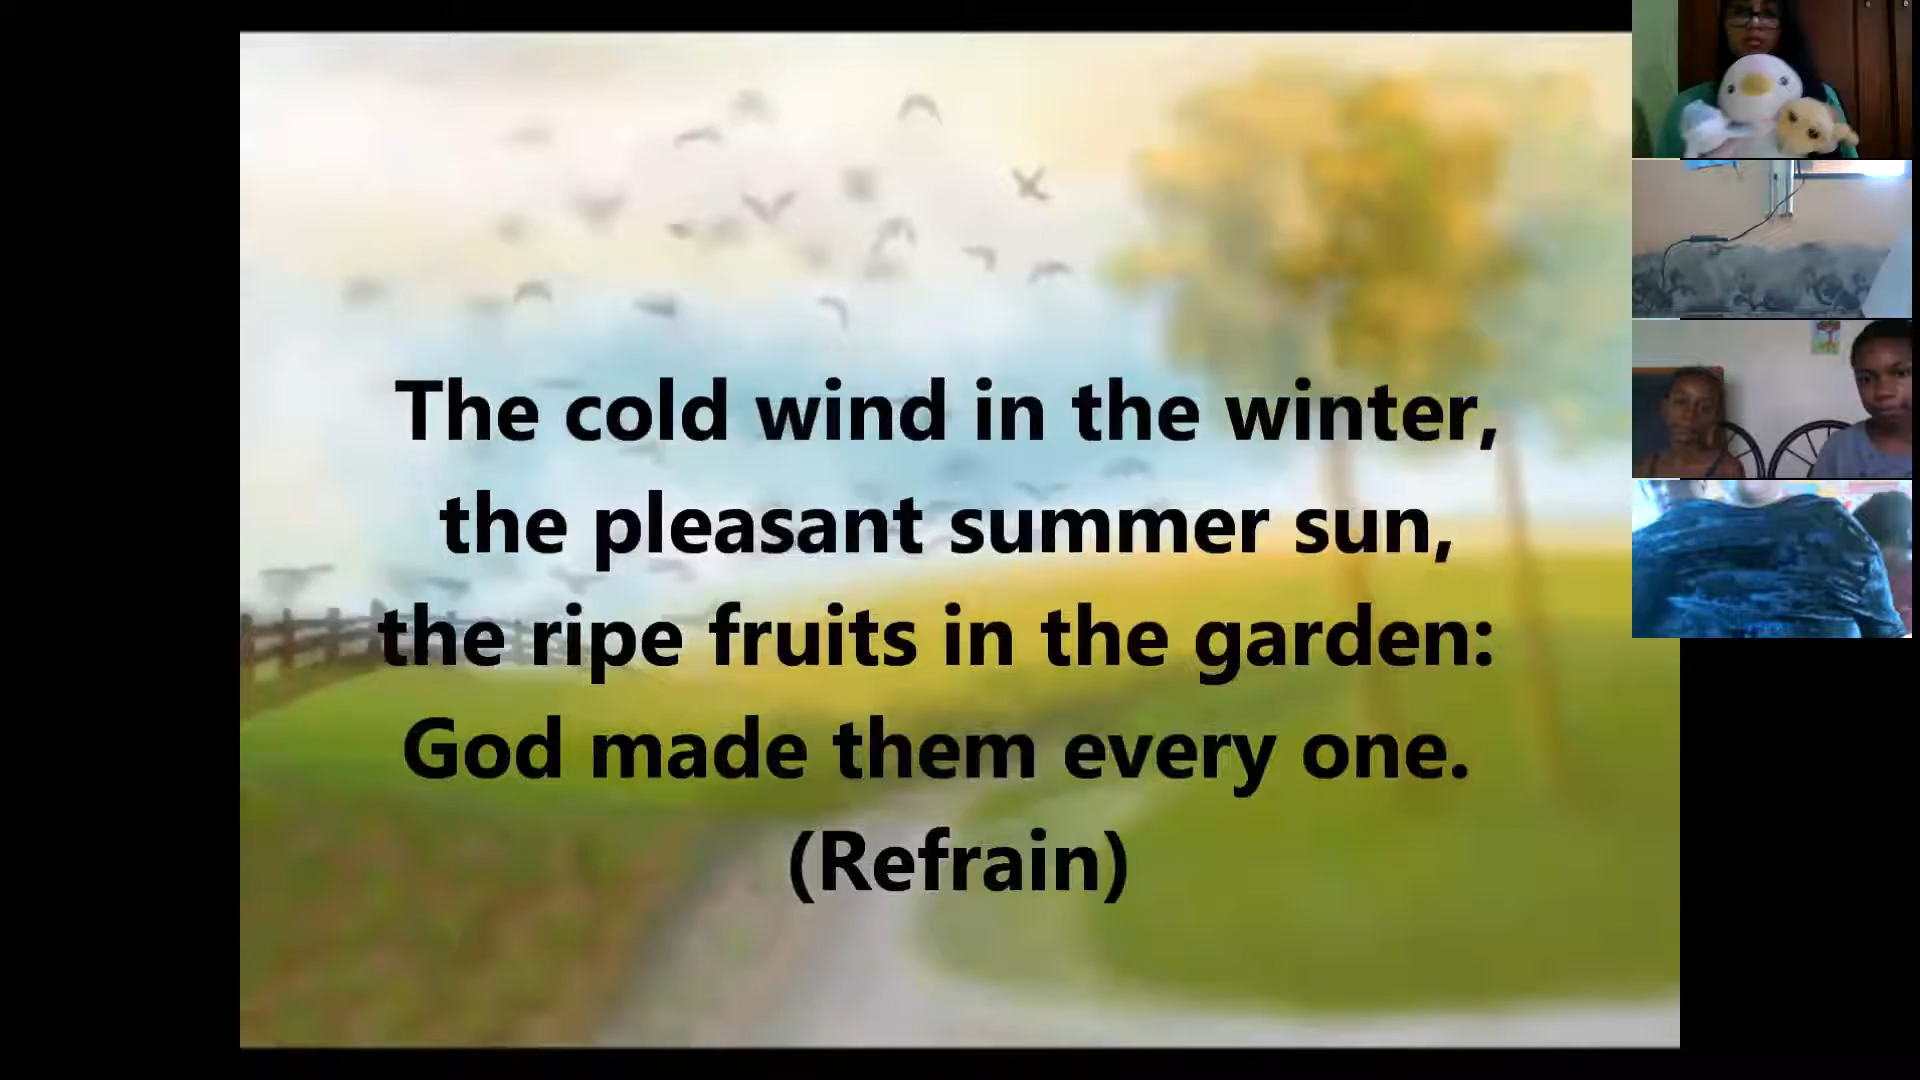 The cold wind in the winter,
the pleasant summer sun,
the ripe fruits in the garden:
God made them every one.
(Refrain)